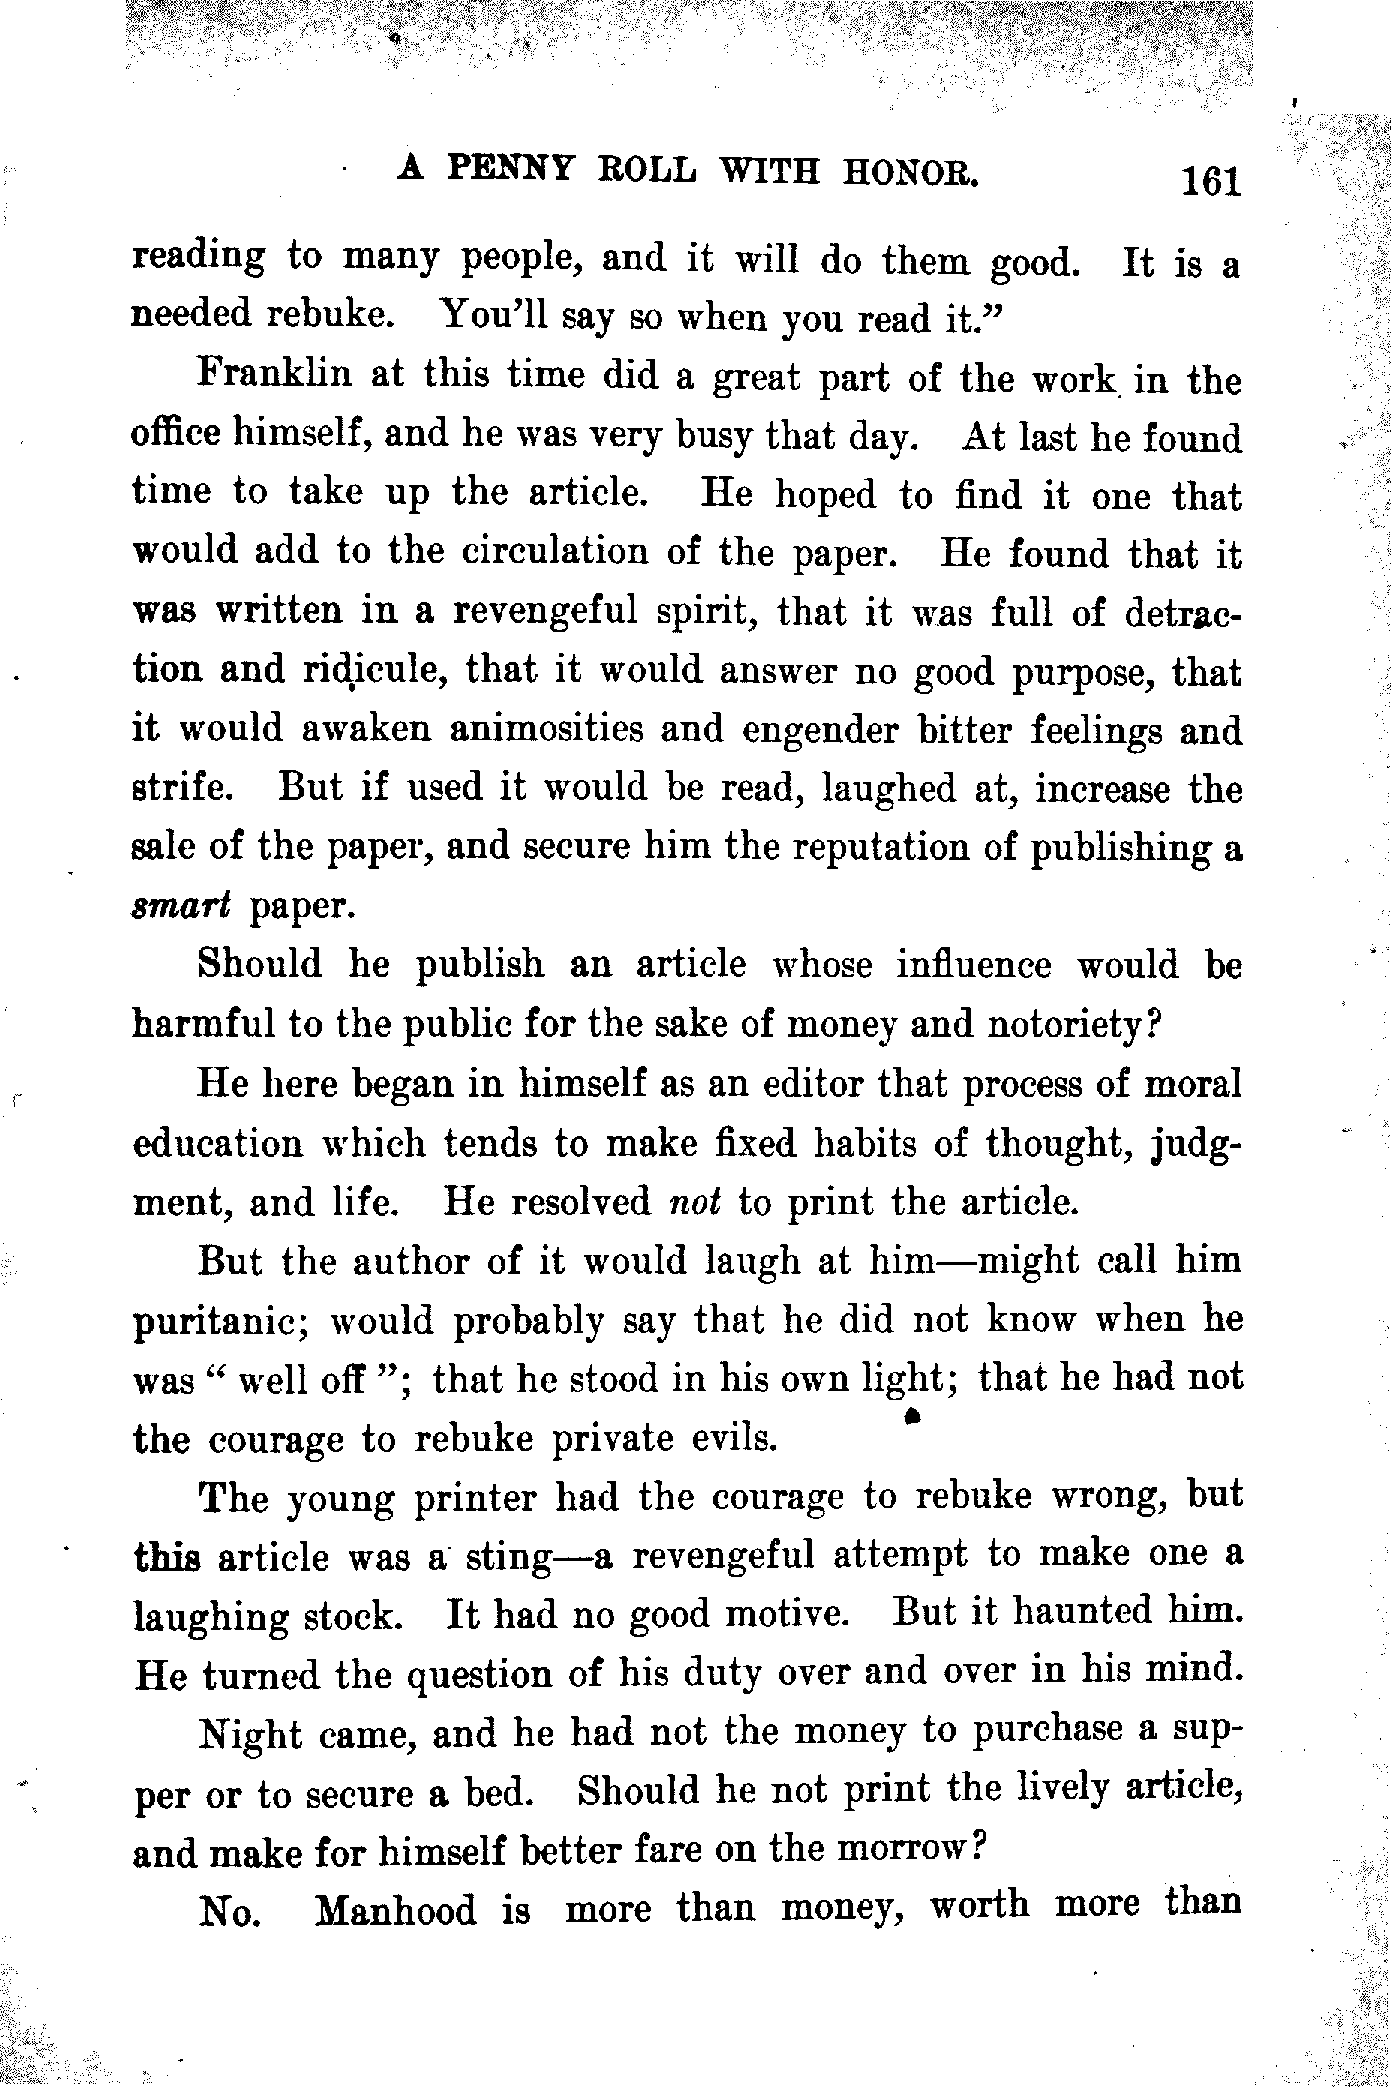 A PENNY ROLL WITH HONOR. 161
reading to many people, and it will do them good. It is a
needed rebuke. You'll say so when you read it."
Franklin at this time did a great part of the work in the
office himself, and he was very busy that day. At last he found
time to take up the article. He hoped to find it one that
would add to the circulation of the paper. He found that it
was written in a revengeful spirit, that it was full of detrac-
tion and ridicule, that it would answer no good purpose, that
it would awaken animosities and engender bitter feelings and
strife. But if used it would be read, laughed at, increase the
sale of the paper, and secure him the reputation of publishing a
smart paper.
Should he publish an article whose influence would be
harmful to the public for the sake of money and notoriety?
He here began in himself as an editor that process of moral
education which tends to make fixed habits of thought, judg-
ment, and life. He resolved not to print the article.
But the author of it would laugh at him—might call him
puritanic; would probably say that he did not know when he
was " well off "; that he stood in his own light; that he had not
the courage to rebuke private evils.
The young printer had the courage to rebuke wrong, but
this article was a sting—a revengeful attempt to make one a
laughing stock. It had no good motive. But it haunted him.
He turned the question of his duty over and over in his mind.
Night came, and he had not the money to purchase a sup-
per or to secure a bed. Should he not print the lively article,
and make for himself better fare on the morrow?
No. Manhood is more than money, worth more than